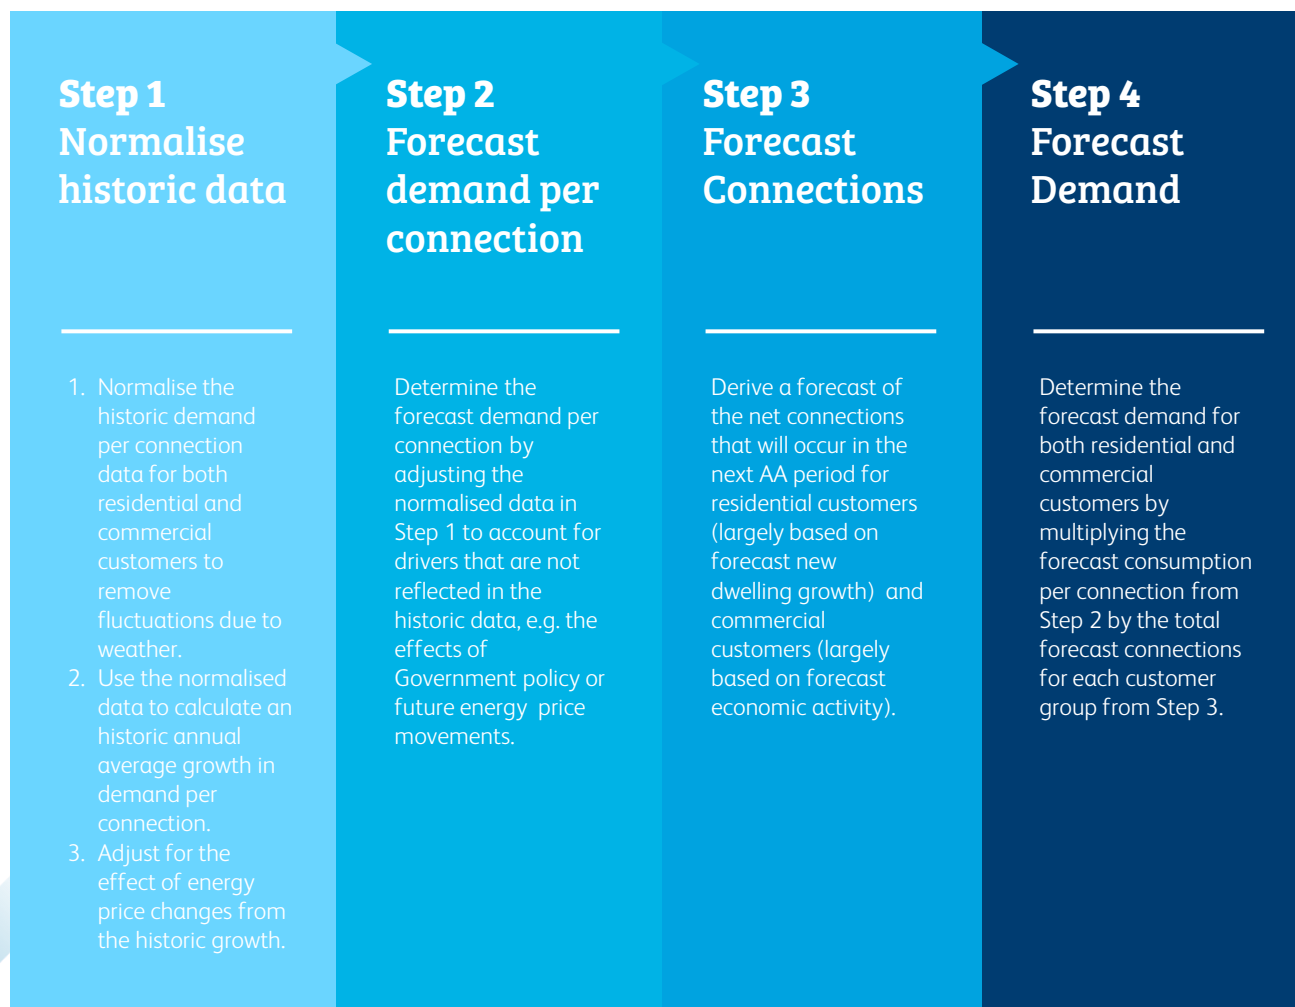 Step 1
Normalise
historic data
1. Normalise the
historic demand
per connection
data for both
residential and
commercial
customers to
remove
fluctuations due to
weather.
2. Use the normalised
data to calculate an
historic annual
average growth in
demand per
connection.
3. Adjust for the
effect of energy
price changes from
the historic growth.
Step 2
Forecast
demand per
connection
Determine the
forecast demand per
connection by
adjusting the
normalised data in
Step 1 to account for
drivers that are not
reflected in the
historic data, e.g. the
effects of
Government policy or
future energy price
movements.
Step 3
Forecast
Connections
Derive a forecast of
the net connections
that will occur in the
next AA period for
residential customers
(largely based on
forecast new
dwelling growth) and
commercial
customers (largely
based on forecast
economic activity).
Step 4
Forecast
Demand
Determine the
forecast demand for
both residential and
commercial
customers by
multiplying the
forecast consumption
per connection from
Step 2 by the total
forecast connections
for each customer
group from Step 3.